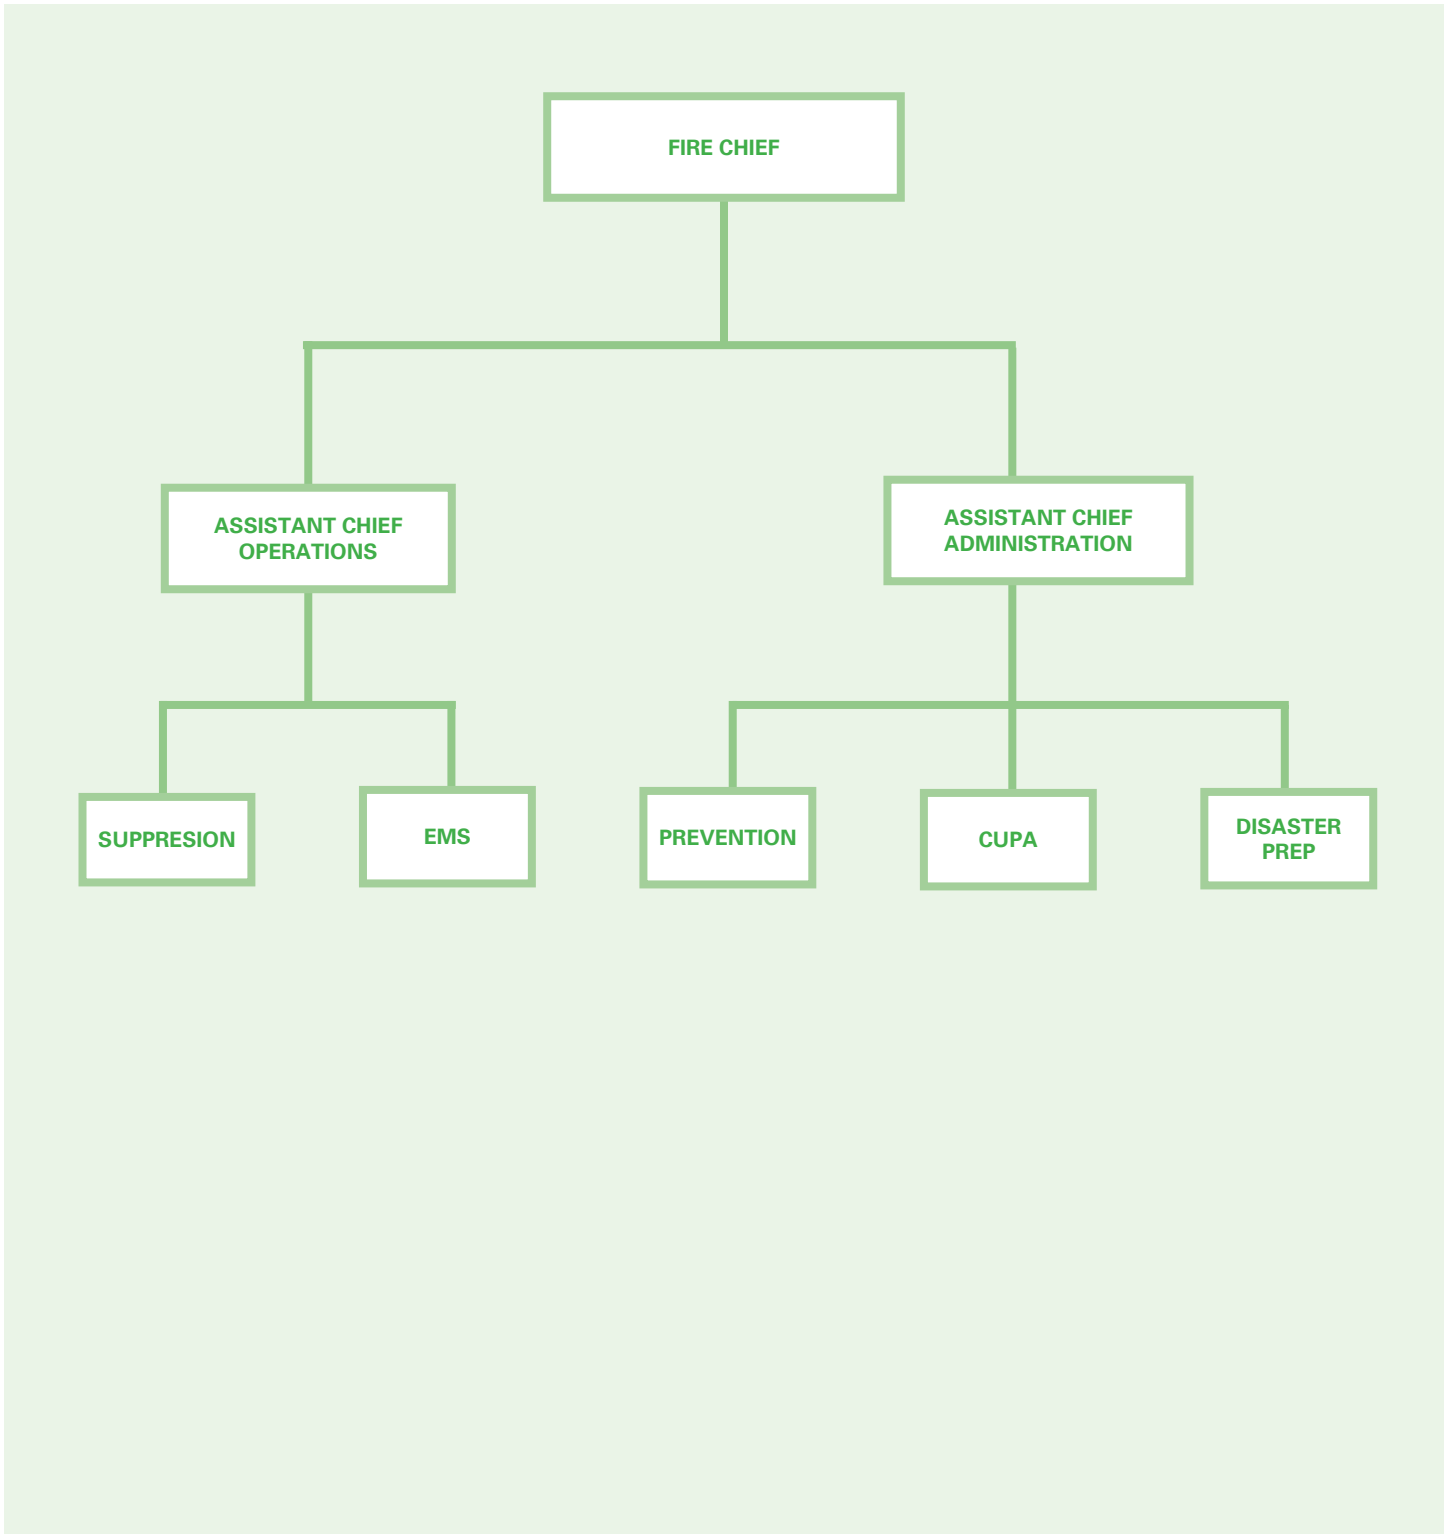 FIRE CHIEF
ASSISTANT CHIEF
OPERATIONS
ASSISTANT CHIEF
ADMINISTRATION
SUPPRESION
EMS
PREVENTION
CUPA
DISASTER
PREP